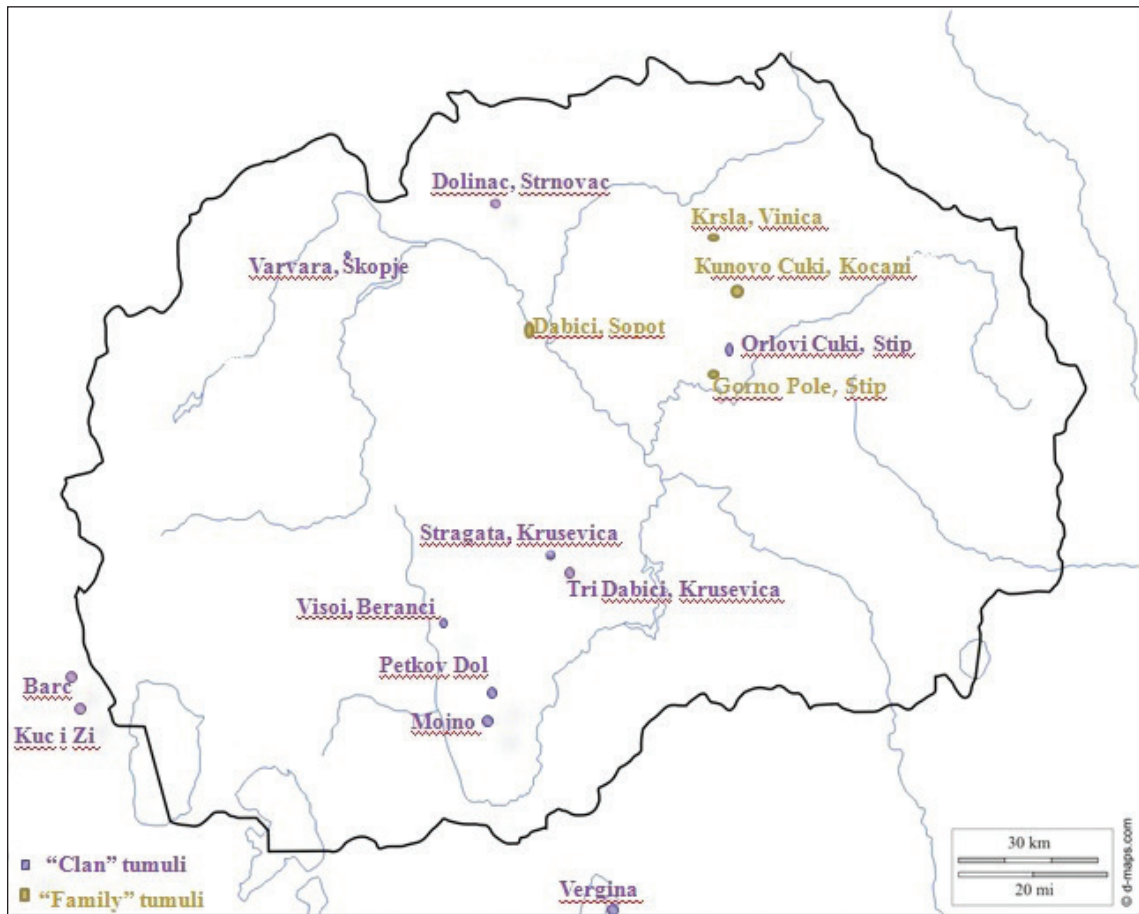 Dolinac, Strnovac
Krsla, Vinica
Varvara, Skopje
Kunovo Cuki, Kocani
Dabici, Sopot
Orlovi Cuki, Stip
Gorno Pole, Stip
Stragata, Krusevica
Tri Dabici, Krusevica
Visoi, Beranci
Petkov Dol
Barc
Mojno
Kuc i Zi
"Clan" tumuli
"Family" tumuli
Vergina
30 km
20 mi
© d-maps.com